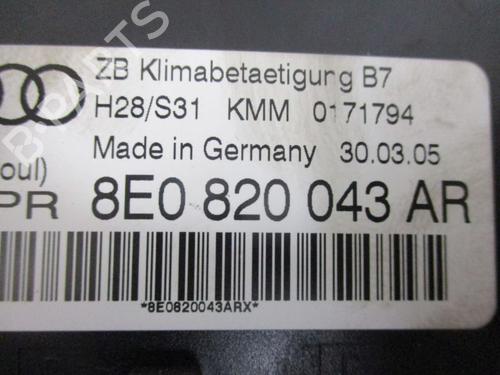 ZB Klimabetaetigung B7
H28/S31 KMM 0171794
Made in Germany 30.03.05
oul)
PR 8E0 820 043 AR
*8E0820043ARX*
B-PARTS